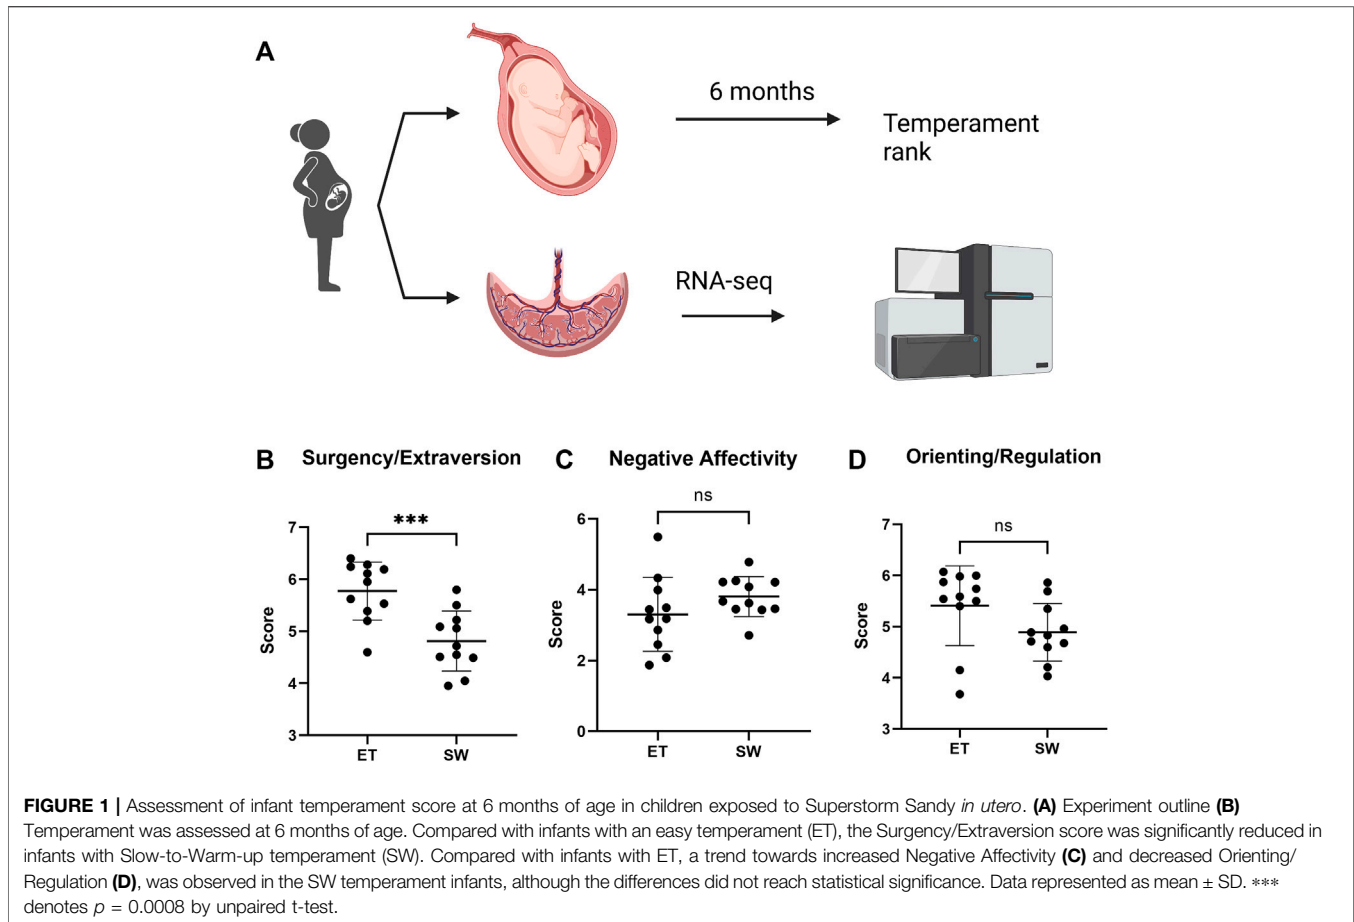 A
6 months
Temperament
rank
RNA-seq
B Surgency/Extraversion
7
6
5
4
3
Score
***
ET SW
C Negative Affectivity
6
4
2
0
Score
ns
ET SW
D Orienting/Regulation
7
6
5
4
3
Score
ns
ET SW
FIGURE 1 | Assessment of infant temperament score at 6 months of age in children exposed to Superstorm Sandy in utero. (A) Experiment outline (B)
Temperament was assessed at 6 months of age. Compared with infants with an easy temperament (ET), the Surgency/Extraversion score was significantly reduced in
infants with Slow-to-Warm-up temperament (SW). Compared with infants with ET, a trend towards increased Negative Affectivity (C) and decreased Orienting/
Regulation (D), was observed in the SW temperament infants, although the differences did not reach statistical significance. Data represented as mean ± SD. ***
denotes p = 0.0008 by unpaired t-test.